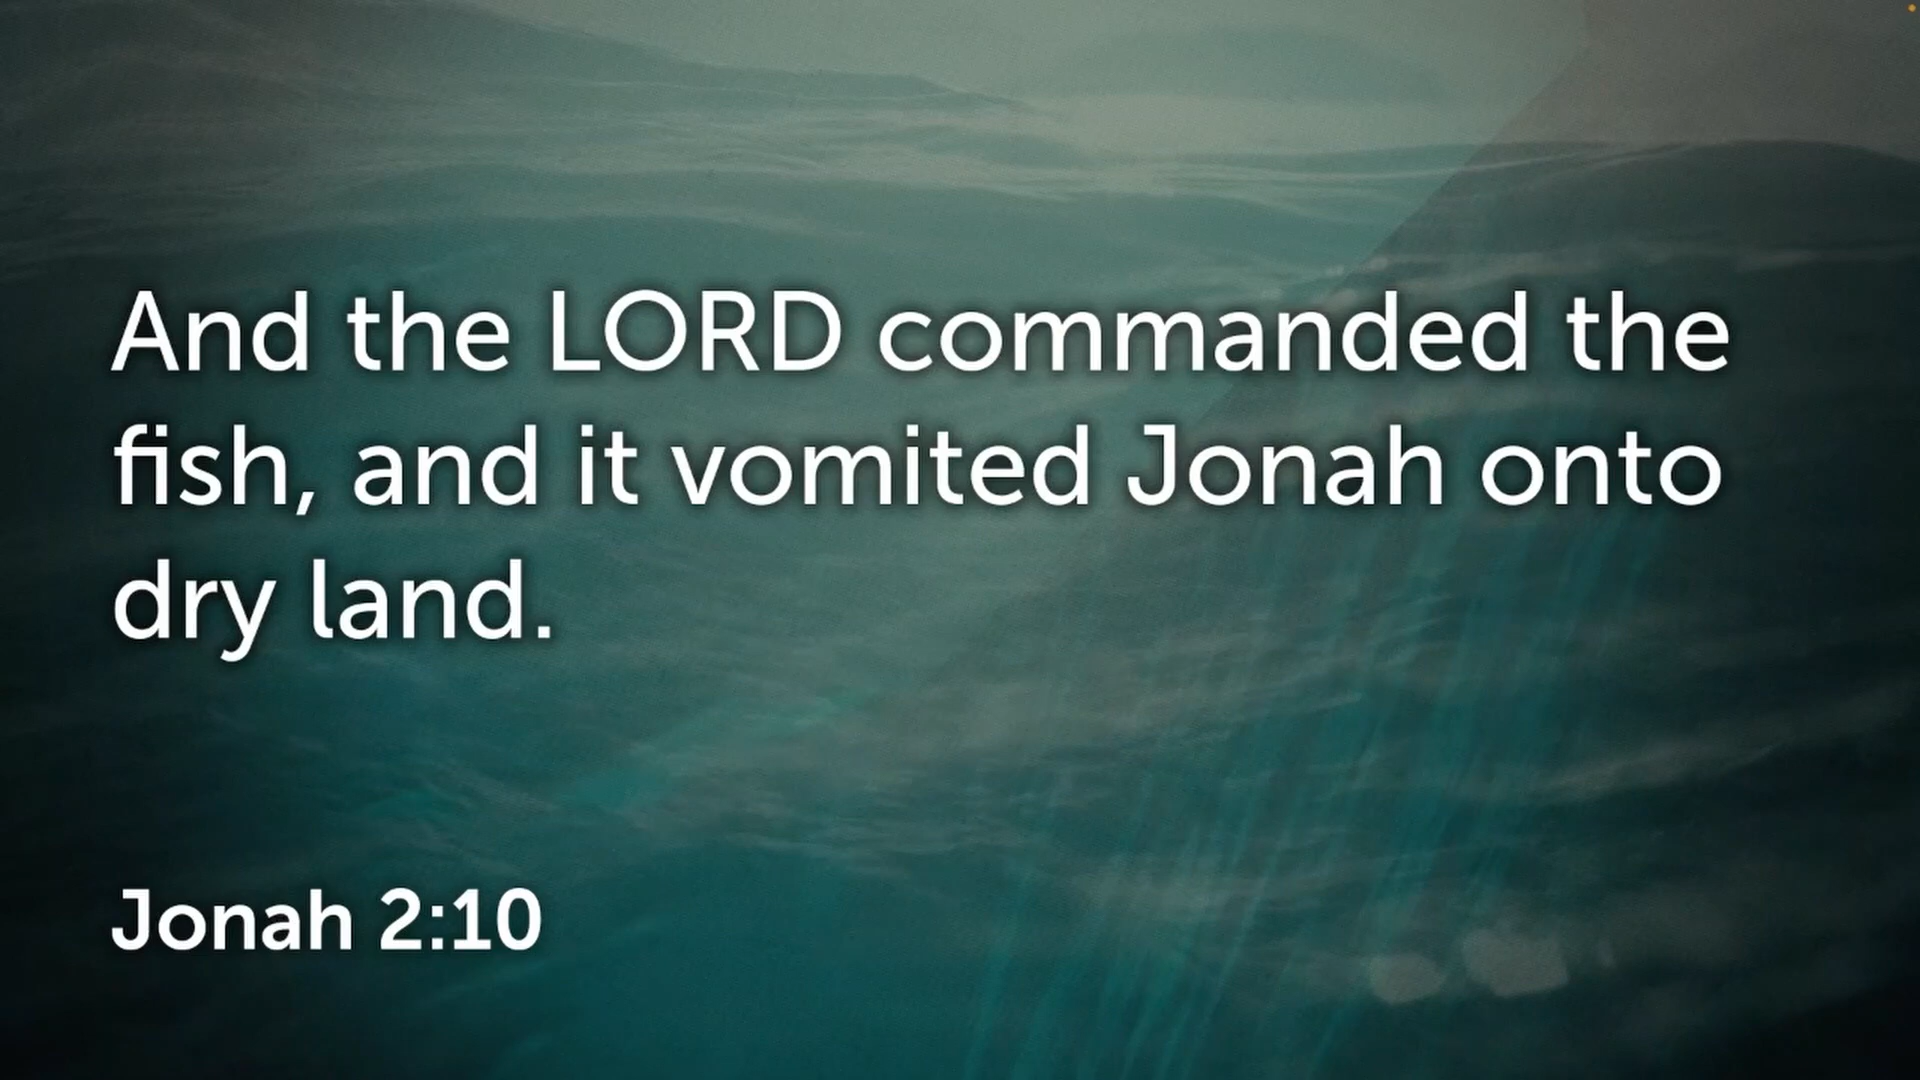 And the LORD commanded the
fish, and it vomited Jonah onto
dry land.
Jonah 2:10